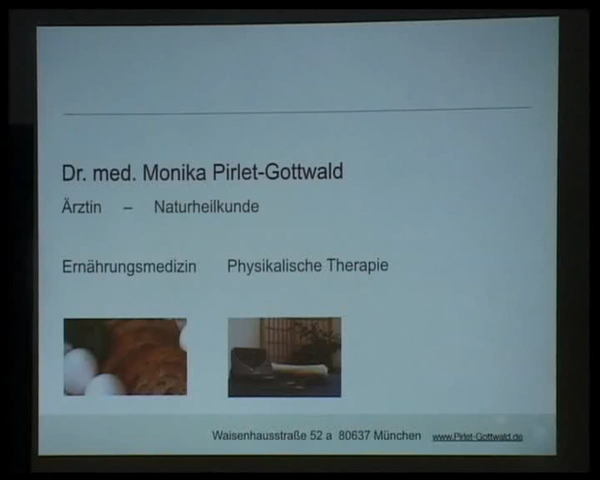 Dr. med. Monika Pirlet-Gottwald
Ärztin – Naturheilkunde
Ernährungsmedizin Physikalische Therapie
Waisenhausstraße 52 a 80637 München www.Pirlet-Gottwald.de